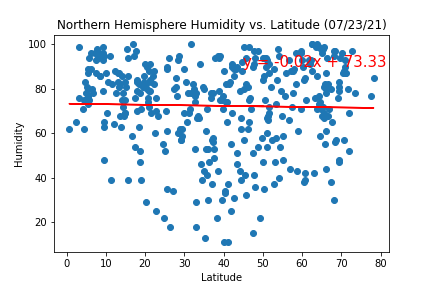 Northern Hemisphere Humidity vs. Latitude (07/23/21)
y = -0.02x + 73.33
100
80
60
40
20
Humidity
0 10 20 30 40 50 60 70 80
Latitude